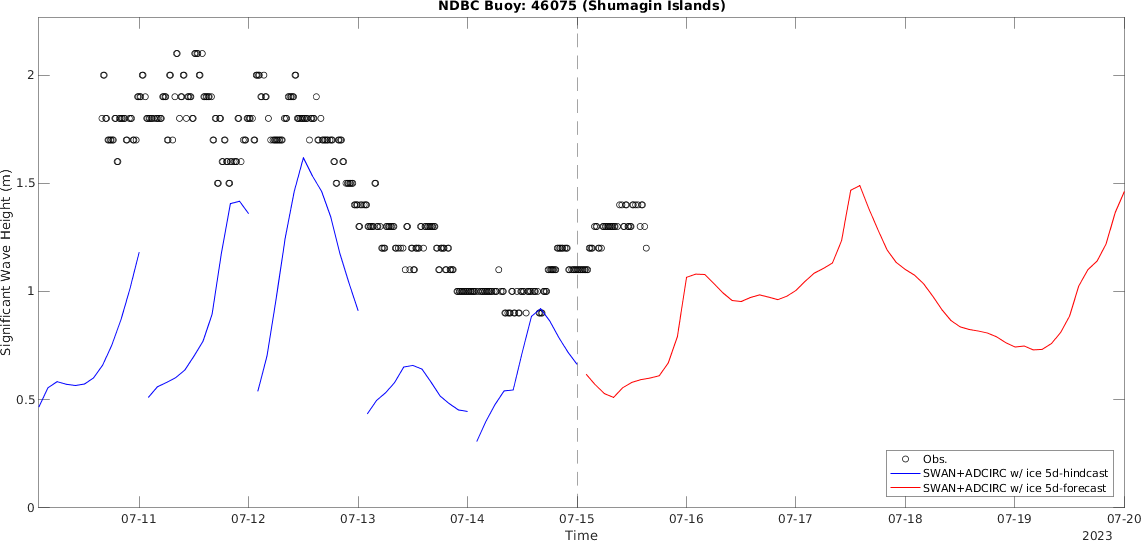 NDBC Buoy: 46075 (Shumagin Islands)
Significant Wave Height (m)
2
1.5
1
0.5
0
Obs.
SWAN+ADCIRC w/ ice 5d-hindcast
SWAN+ADCIRC w/ ice 5d-forecast
07-11 07-12 07-13 07-14 07-15 07-16 07-17 07-18 07-19 07-20
Time
2023